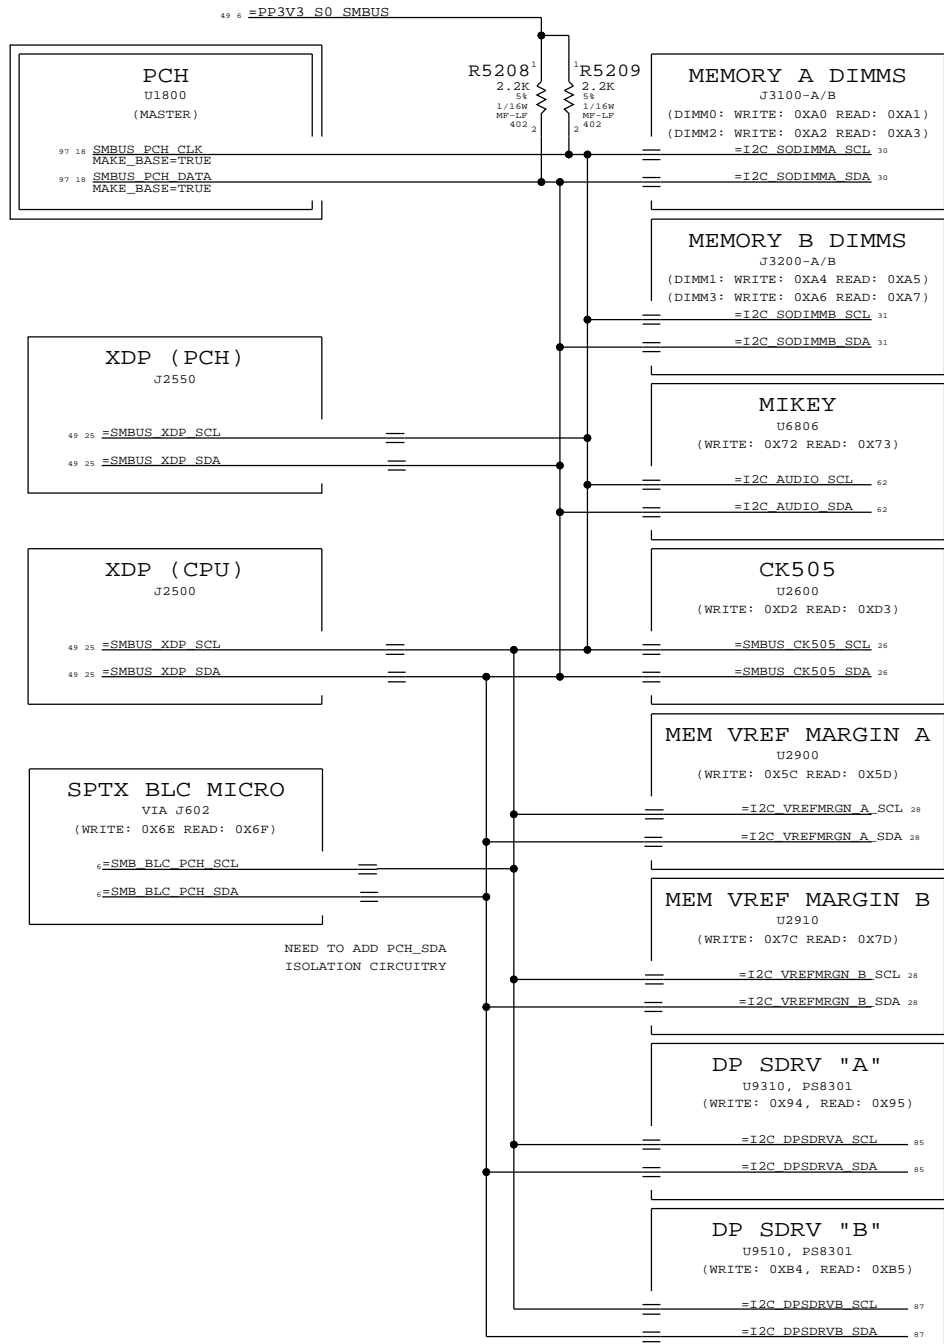 49 6 =PP3V3_S0_SMBUS
PCH
U1800
(MASTER)
97 18 SMBUS_PCH_CLK
MAKE_BASE=TRUE
97 18 SMBUS_PCH_DATA
MAKE_BASE=TRUE
R5208
2.2K
5%
1/16W
MF-LF
402
1
2
R5209
2.2K
5%
1/16W
MF-LF
402
1
2
MEMORY A DIMMS
J3100-A/B
(DIMM0: WRITE: 0XA0 READ: 0XA1)
(DIMM2: WRITE: 0XA2 READ: 0XA3)
=I2C_SODIMMA_SCL 30
=I2C_SODIMMA_SDA 30
MEMORY B DIMMS
J3200-A/B
(DIMM1: WRITE: 0XA4 READ: 0XA5)
(DIMM3: WRITE: 0XA6 READ: 0XA7)
=I2C_SODIMMB_SCL 31
=I2C_SODIMMB_SDA 31
XDP (PCH)
J2550
49 25 =SMBUS_XDP_SCL
49 25 =SMBUS_XDP_SDA
MIKEY
U6806
(WRITE: 0X72 READ: 0X73)
=I2C_AUDIO_SCL 62
=I2C_AUDIO_SDA 62
XDP (CPU)
J2500
49 25 =SMBUS_XDP_SCL
49 25 =SMBUS_XDP_SDA
CK505
U2600
(WRITE: 0XD2 READ: 0XD3)
=SMBUS_CK505_SCL 26
=SMBUS_CK505_SDA 26
MEM VREF MARGIN A
U2900
(WRITE: 0X5C READ: 0X5D)
=I2C_VREFMRGN_A_SCL 28
=I2C_VREFMRGN_A_SDA 28
SPTX BLC MICRO
VIA J602
(WRITE: 0X6E READ: 0X6F)
6 =SMB_BLC_PCH_SCL
6 =SMB_BLC_PCH_SDA
NEED TO ADD PCH_SDA
ISOLATION CIRCUITRY
MEM VREF MARGIN B
U2910
(WRITE: 0X7C READ: 0X7D)
=I2C_VREFMRGN_B_SCL 28
=I2C_VREFMRGN_B_SDA 28
DP SDRV "A"
U9310, PS8301
(WRITE: 0X94, READ: 0X95)
=I2C_DPSDRVA_SCL 85
=I2C_DPSDRVA_SDA 85
DP SDRV "B"
U9510, PS8301
(WRITE: 0XB4, READ: 0XB5)
=I2C_DPSDRVB_SCL 87
=I2C_DPSDRVB_SDA 87